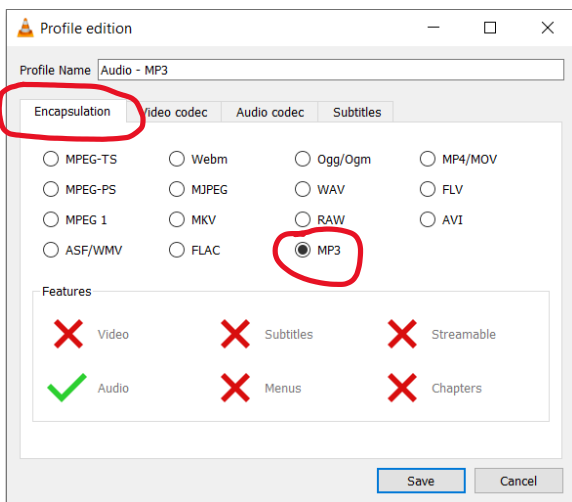 Profile edition
Profile Name Audio - MP3
Encapsulation Video codec Audio codec Subtitles
MPEG-TS Webm Ogg/Ogm MP4/MOV
MPEG-PS MJPEG WAV FLV
MPEG 1 MKV RAW AVI
ASF/WMV FLAC MP3
Features
Video Subtitles Streamable
Audio Menus Chapters
Save Cancel